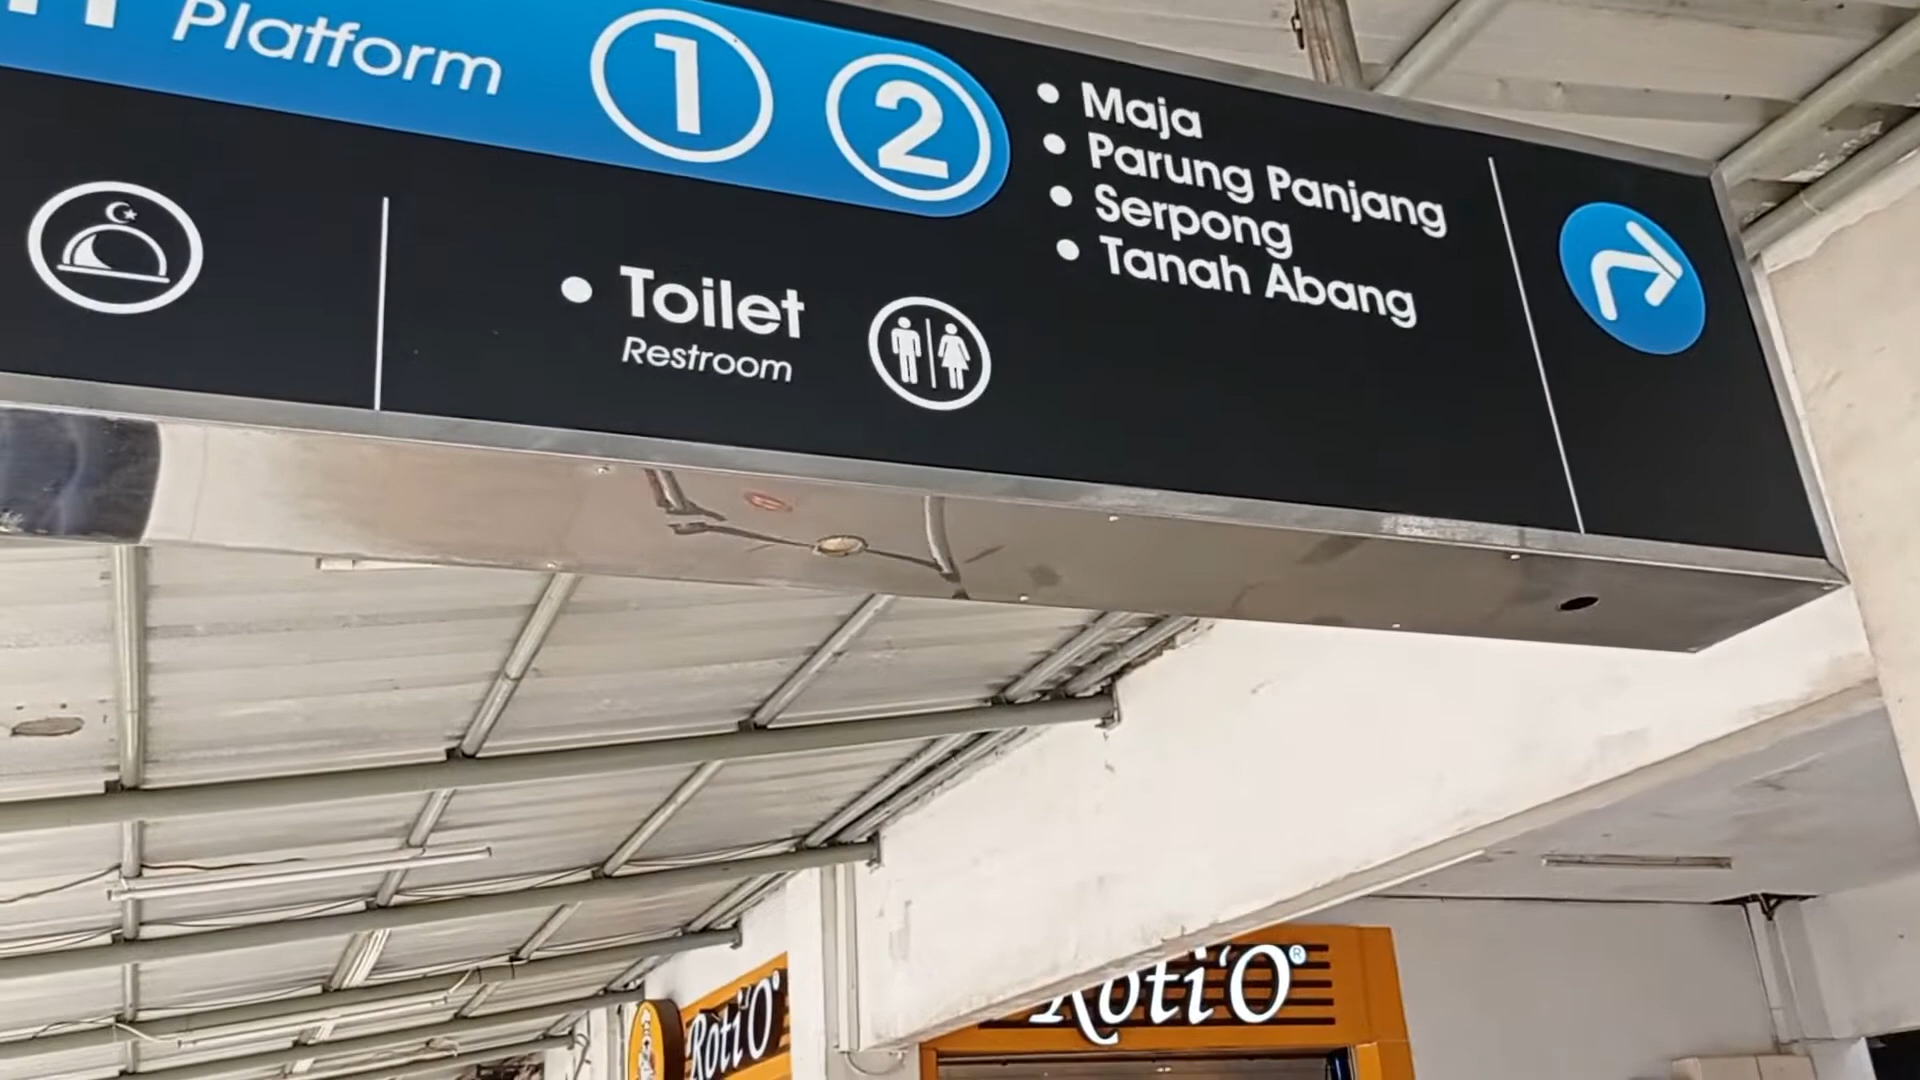 Platform 1 2
• Maja
• Parung Panjang
• Serpong
• Tanah Abang
• Toilet
Restroom
Roti'O
Roti'O®